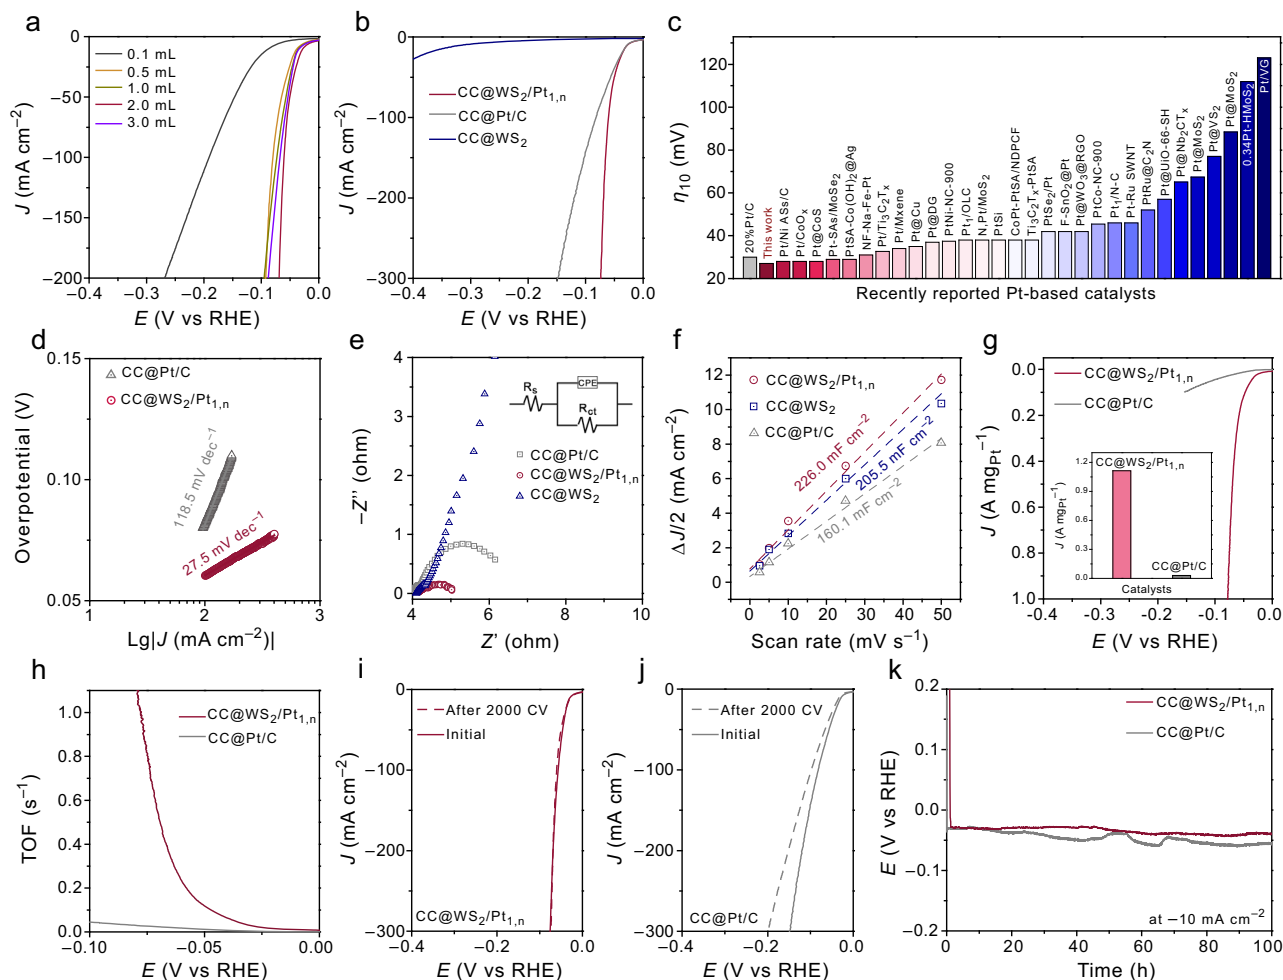 a
0
−50
−100
−150
−200
J (mA cm⁻²)
0.1 mL
0.5 mL
1.0 mL
2.0 mL
3.0 mL
−0.4
−0.3
−0.2
−0.1
0.0
E (V vs RHE)
b
0
−100
−200
−300
J (mA cm⁻²)
CC@WS₂/Pt₁,ₙ
CC@Pt/C
CC@WS₂
−0.4
−0.3
−0.2
−0.1
0.0
E (V vs RHE)
c
120
100
80
60
40
20
η₁₀ (mV)
20%Pt/C
This work
Pt/Ni ASs/C
Pt/CoOₓ
Pt@CoS
Pt-SAs/MoSe₂
PtSA-Co(OH)₂@Ag
NF-Na-Fe-Pt
Pt/Ti₃C₂Tₓ
Pt/Mxene
Pt@Cu
Pt@DG
PtNi-NC-900
Pt₁/OLC
N,Pt/MoS₂
PtSi
CoPt-PtSA/NDPCF
Ti₃C₂Tₓ-PtSA
PtSe₂/Pt
F-SnO₂@Pt
Pt@WO₃@RGO
PtCo-NC-900
Pt₁/N-C
Pt-Ru SWNT
PtRu@C₂N
Pt@UiO-66-SH
Pt@Nb₂CTₓ
Pt@MoS₂
Pt@VS₂
Pt@MoS₂
0.34Pt-HMoS₂
Pt/VG
Recently reported Pt-based catalysts
d
0.15
0.10
0.05
Overpotential (V)
CC@Pt/C
CC@WS₂/Pt₁,ₙ
118.5 mV dec⁻¹
27.5 mV dec⁻¹
1
2
3
Lg|J (mA cm⁻²)|
e
4
3
2
1
0
−Z'' (ohm)
Rₛ
CPE
R꜀ₜ
CC@Pt/C
CC@WS₂/Pt₁,ₙ
CC@WS₂
4
6
8
10
Z' (ohm)
f
12
10
8
6
4
2
0
ΔJ/2 (mA cm⁻²)
CC@WS₂/Pt₁,ₙ
CC@WS₂
CC@Pt/C
226.0 mF cm⁻²
205.5 mF cm⁻²
160.1 mF cm⁻²
0
10
20
30
40
50
Scan rate (mV s⁻¹)
g
0.0
0.2
0.4
0.6
0.8
1.0
J (A mg_Pt⁻¹)
CC@WS₂/Pt₁,ₙ
CC@Pt/C
1.2
0.9
0.6
0.3
0.0
J (A mg_Pt⁻¹)
CC@WS₂/Pt₁,ₙ
CC@Pt/C
Catalysts
-0.4
-0.3
-0.2
-0.1
0.0
E (V vs RHE)
h
1.0
0.8
0.6
0.4
0.2
0.0
TOF (s⁻¹)
CC@WS₂/Pt₁,ₙ
CC@Pt/C
−0.10
−0.05
0.00
E (V vs RHE)
i
0
−100
−200
−300
J (mA cm⁻²)
After 2000 CV
Initial
CC@WS₂/Pt₁,ₙ
−0.4
−0.2
0.0
E (V vs RHE)
j
0
−100
−200
−300
J (mA cm⁻²)
After 2000 CV
Initial
CC@Pt/C
−0.4
−0.2
0.0
E (V vs RHE)
k
0.2
0.1
0.0
−0.1
−0.2
E (V vs RHE)
CC@WS₂/Pt₁,ₙ
CC@Pt/C
at −10 mA cm⁻²
0
20
40
60
80
100
Time (h)